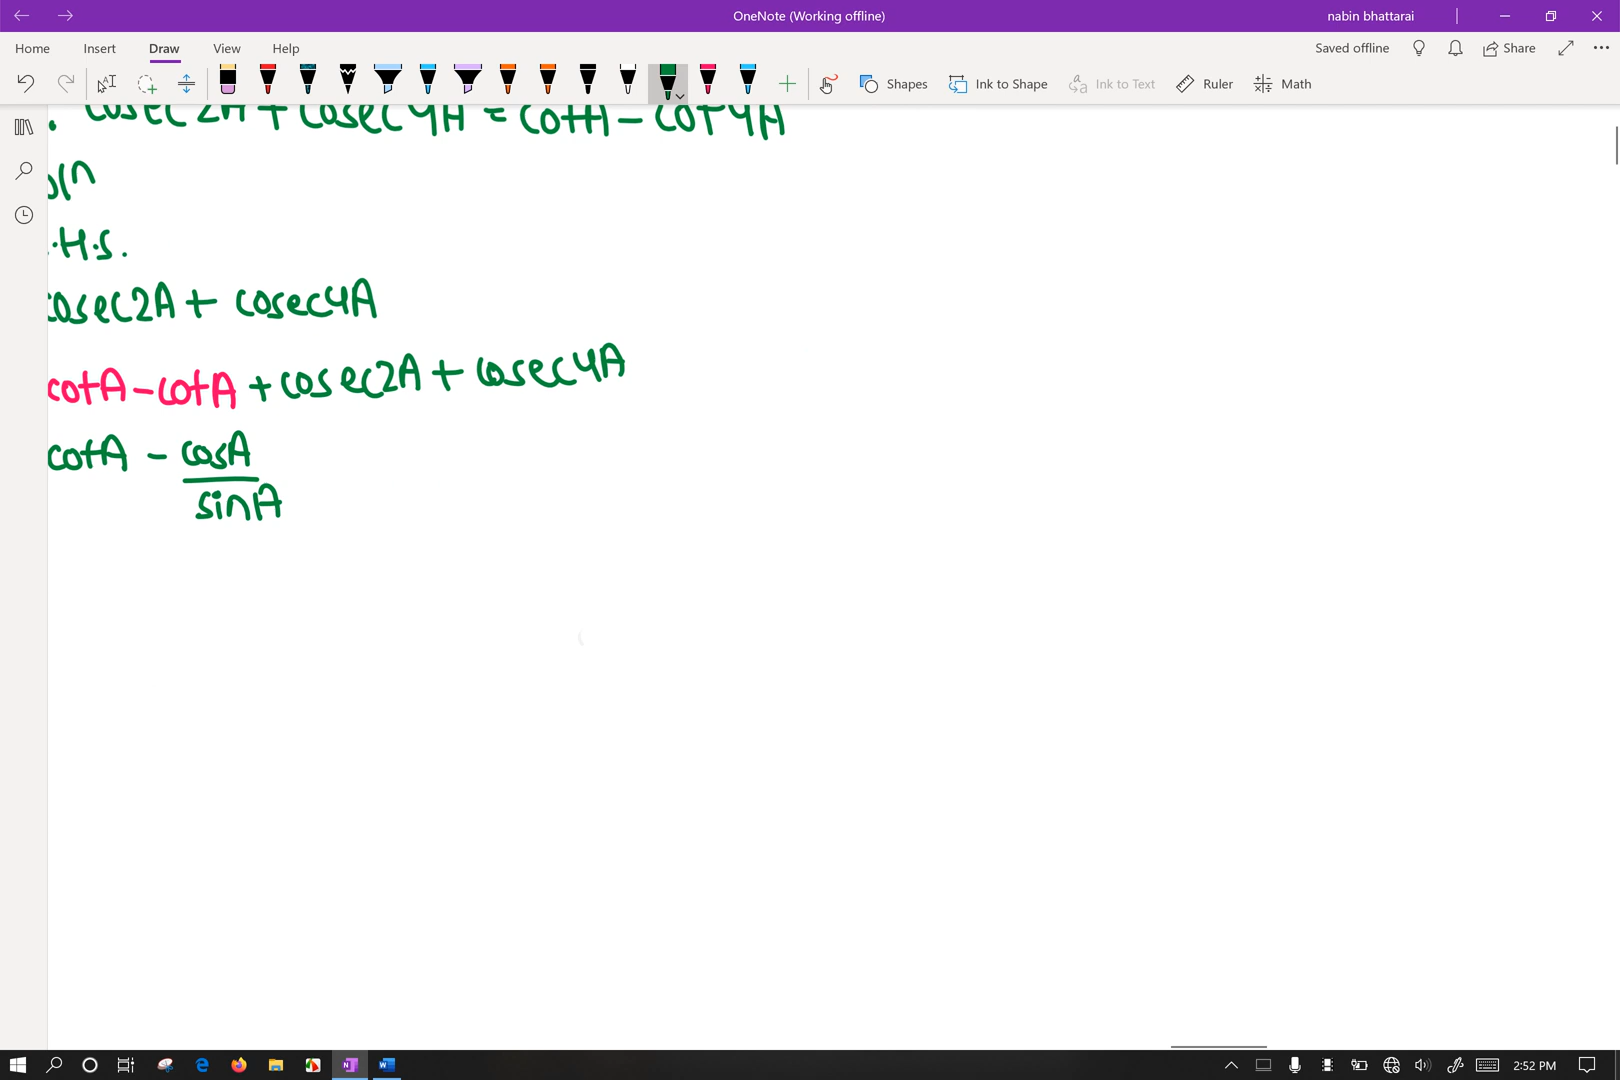 OneNote (Working offline)
nabin bhattarai
Home Insert Draw View Help
Saved offline Share
Shapes Ink to Shape Ink to Text Ruler Math
. cosec2A + cosec4A = cotA - cot4A
oln
.H.S.
cosec2A + cosec4A
cotA - cotA + cosec2A + cosec4A
cotA - cosA
sinA
2:52 PM